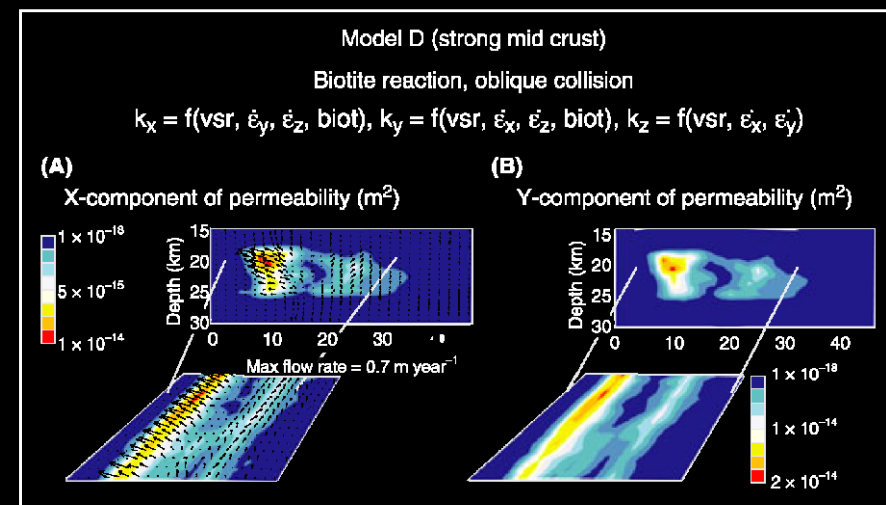 Model D (strong mid crust)
Biotite reaction, oblique collision
kx = f(vsr, ε̇y, ε̇z, biot), ky = f(vsr, ε̇x, ε̇z, biot), kz = f(vsr, ε̇x, ε̇y)
(A)
X-component of permeability (m²)
1 × 10⁻¹⁸
5 × 10⁻¹⁵
1 × 10⁻¹⁴
Depth (km)
15
20
25
30
0 10 20 30
Max flow rate = 0.7 m year⁻¹
(B)
Y-component of permeability (m²)
Depth (km)
15
20
25
30
0 10 20 30 40
1 × 10⁻¹⁸
1 × 10⁻¹⁴
2 × 10⁻¹⁴